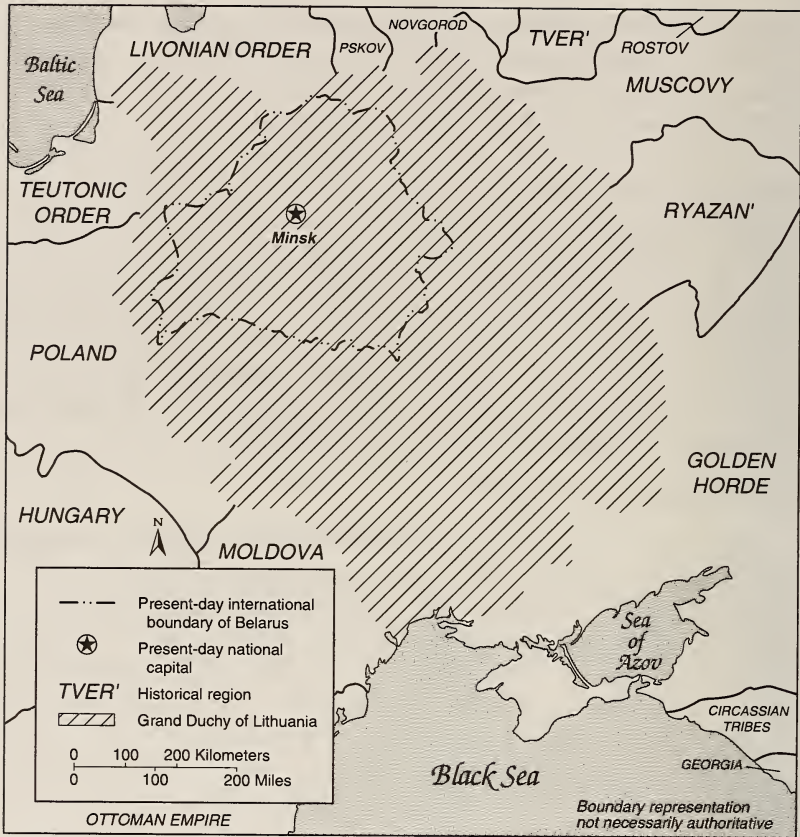 NOVGOROD
LIVONIAN ORDER
PSKOV
TVER'
ROSTOV
Baltic
Sea
MUSCOVY
TEUTONIC
ORDER
RYAZAN'
Minsk
POLAND
GOLDEN
HORDE
HUNGARY
N
MOLDOVA
Present-day international
boundary of Belarus
Present-day national
capital
TVER' Historical region
Grand Duchy of Lithuania
0 100 200 Kilometers
0 100 200 Miles
OTTOMAN EMPIRE
Sea
of
Azov
CIRCASSIAN
TRIBES
GEORGIA
Black Sea
Boundary representation
not necessarily authoritative